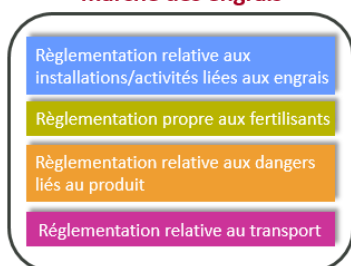 Marché des engrais
Règlementation relative aux
installations/activités liées aux engrais
Règlementation propre aux fertilisants
Règlementation relative aux dangers
liés au produit
Réglementation relative au transport